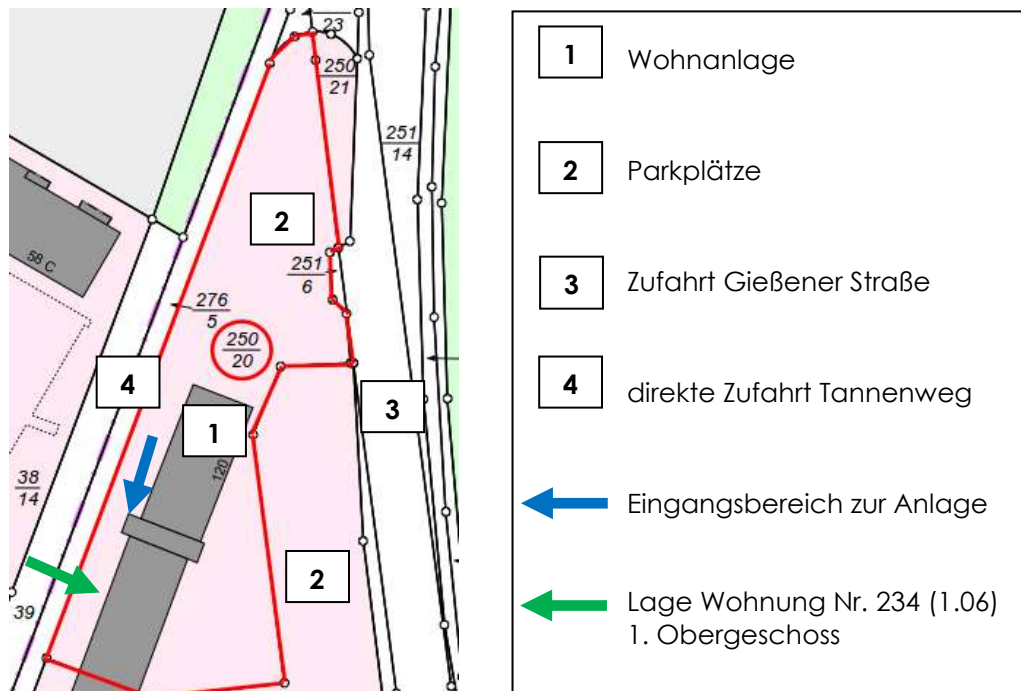 23
250
21
251
14
2
58 C
251
6
276
5
250
20
4
3
1
120
38
14
2
39
1 Wohnanlage
2 Parkplätze
3 Zufahrt Gießener Straße
4 direkte Zufahrt Tannenweg
Eingangsbereich zur Anlage
Lage Wohnung Nr. 234 (1.06)
1. Obergeschoss